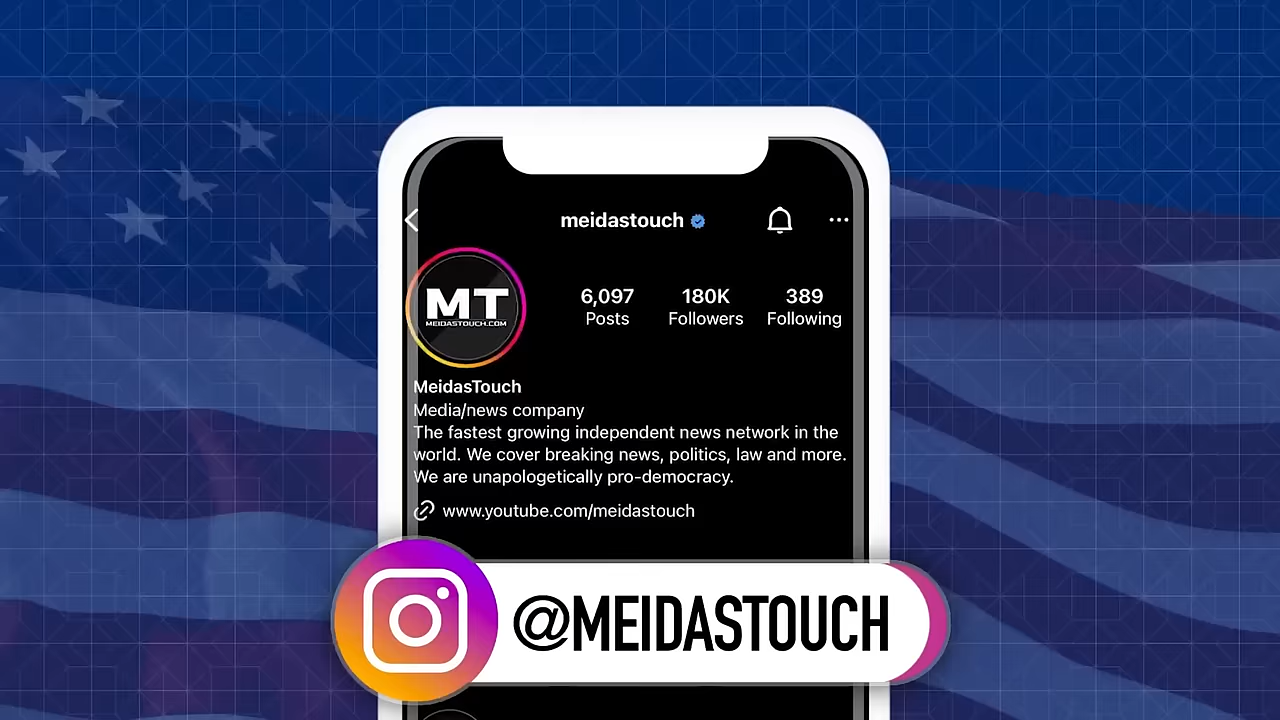 meidastouch
MT
MEIDASTOUCH.COM
6,097 180K 389
Posts Followers Following
MeidasTouch
Media/news company
The fastest growing independent news network in the
world. We cover breaking news, politics, law and more.
We are unapologetically pro-democracy.
www.youtube.com/meidastouch
@MEIDASTOUCH